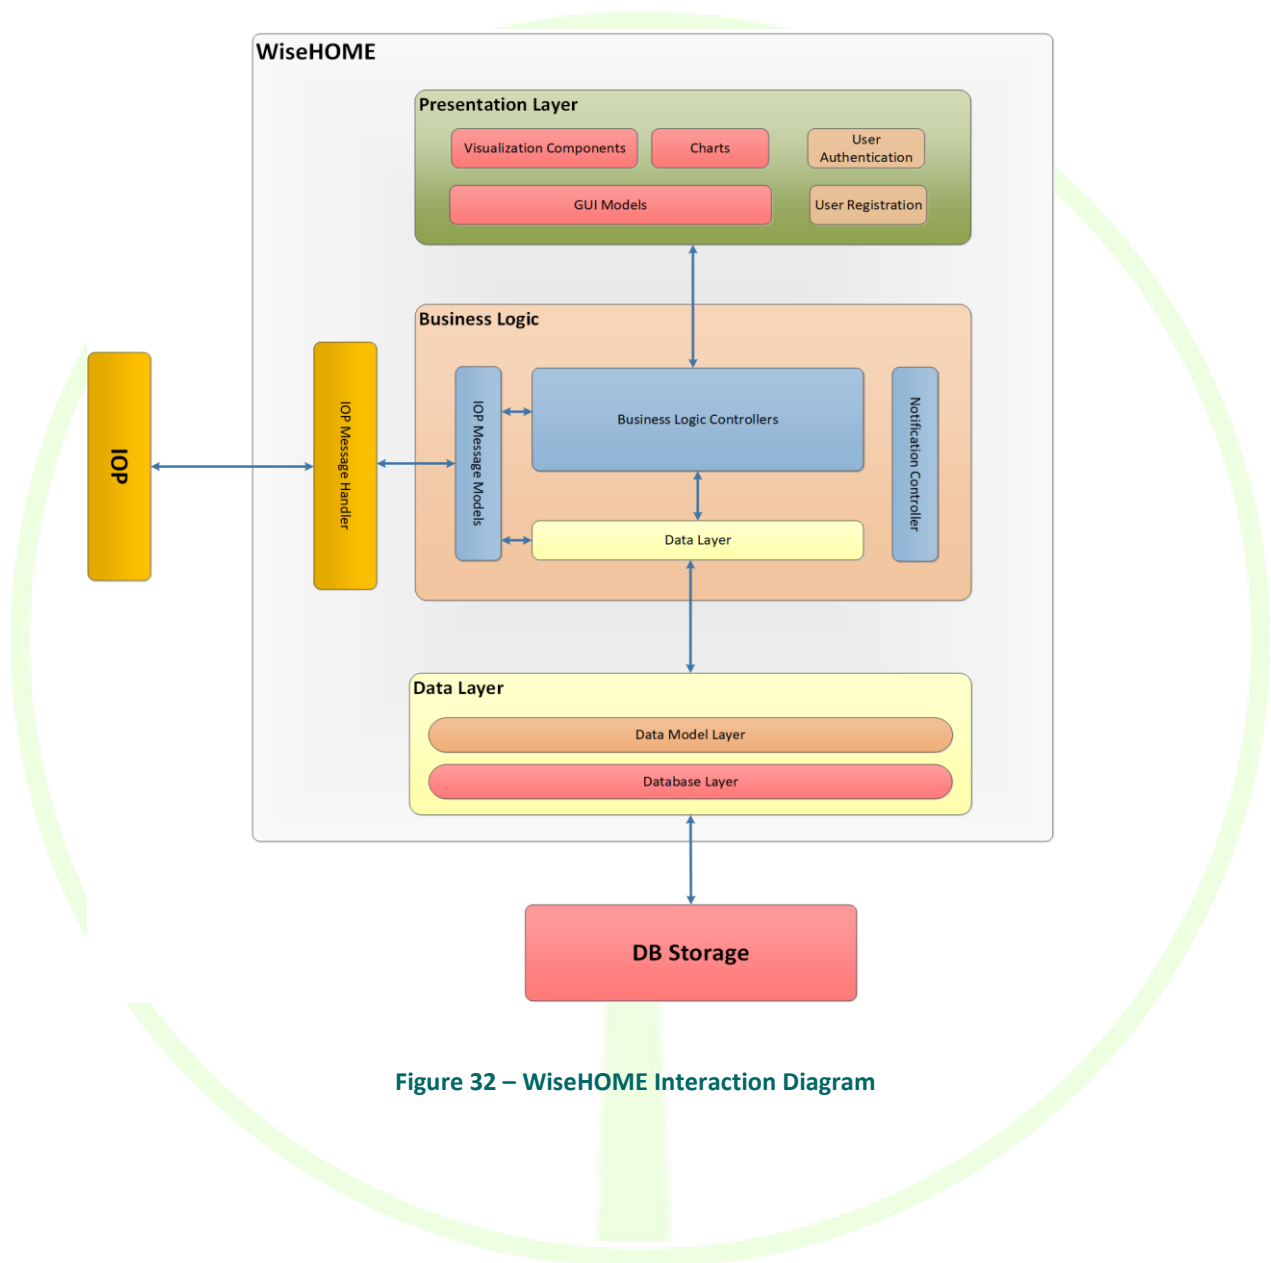 WiseHOME
Presentation Layer
Visualization Components
Charts
User
Authentication
GUI Models
User Registration
Business Logic
IOP
IOP Message Handler
IOP Message Models
Business Logic Controllers
Notification Controller
Data Layer
Data Layer
Data Model Layer
Database Layer
DB Storage
Figure 32 – WiseHOME Interaction Diagram